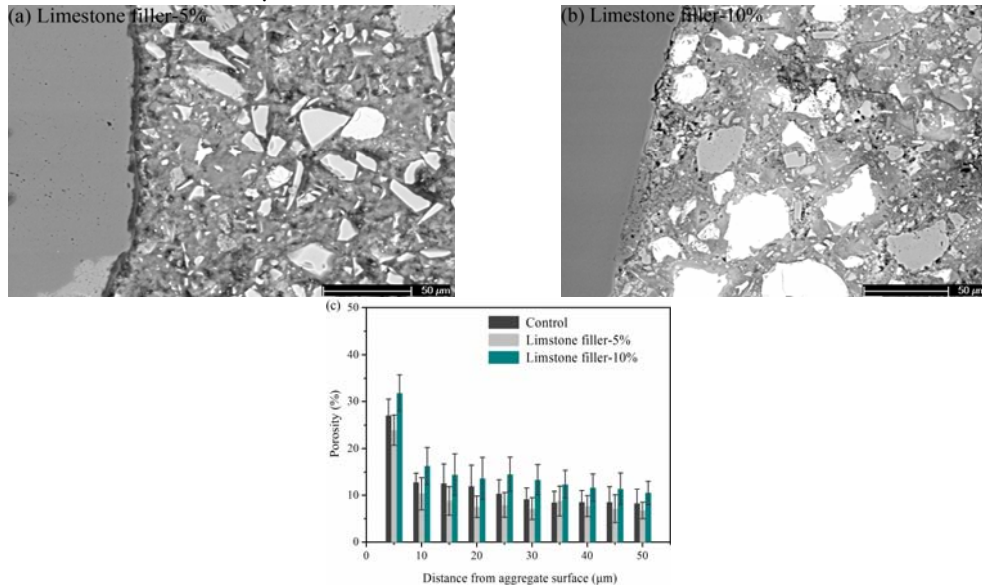 (a) Limestone filler-5%
(b) Limestone filler-10%
50 µm
50 µm
(c)
50
40
30
20
10
0
Porosity (%)
Control
Limstone filler-5%
Limstone filler-10%
0 10 20 30 40 50
Distance from aggregate surface (µm)